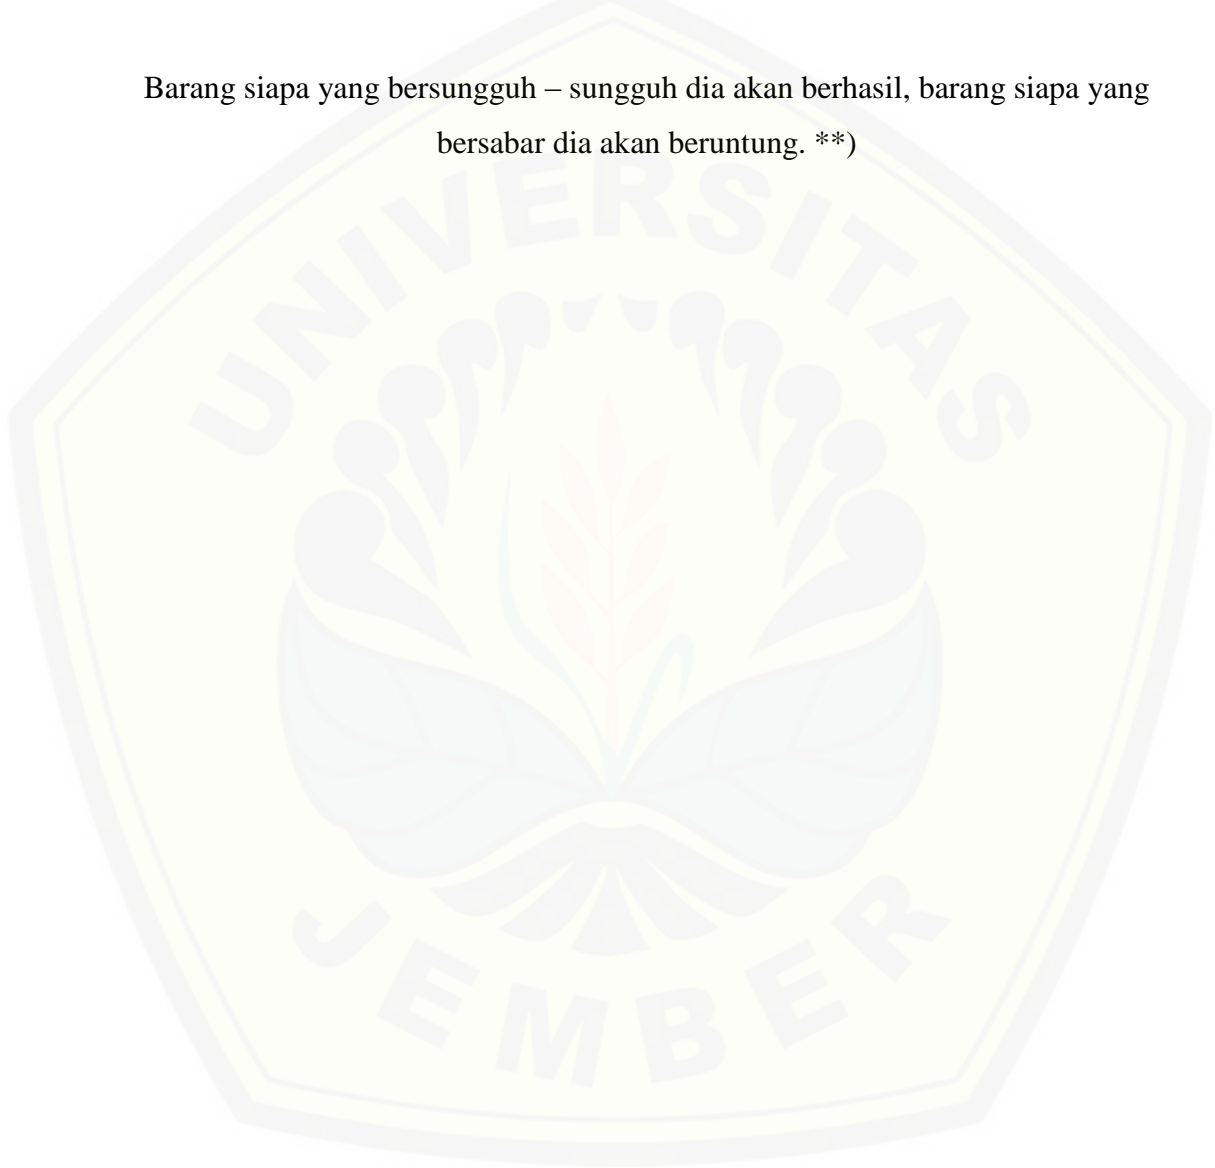 Barang siapa yang bersungguh – sungguh dia akan berhasil, barang siapa yang
bersabar dia akan beruntung. **)
UNIVERSITAS
JEMBER